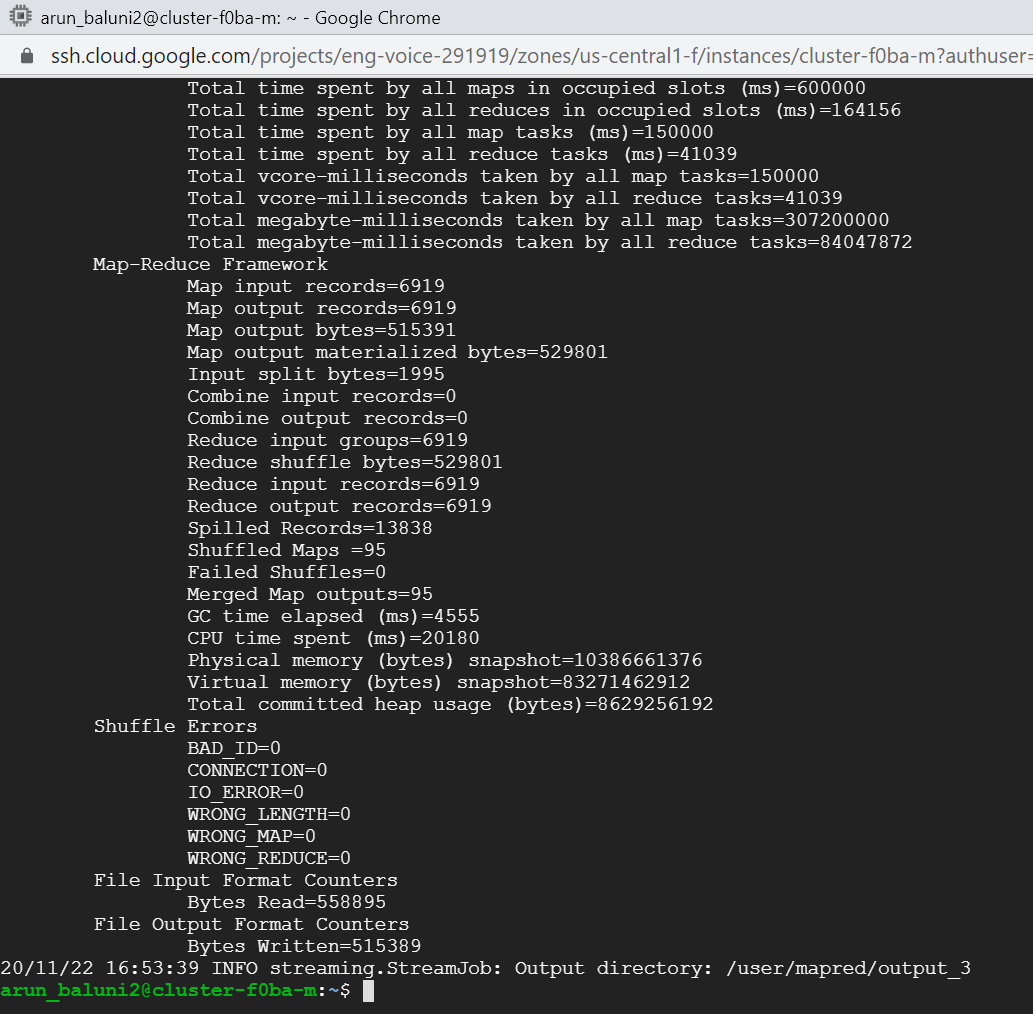 arun_baluni2@cluster-f0ba-m: ~ - Google Chrome
ssh.cloud.google.com/projects/eng-voice-291919/zones/us-central1-f/instances/cluster-f0ba-m?authuser=
Total time spent by all maps in occupied slots (ms)=600000
Total time spent by all reduces in occupied slots (ms)=164156
Total time spent by all map tasks (ms)=150000
Total time spent by all reduce tasks (ms)=41039
Total vcore-milliseconds taken by all map tasks=150000
Total vcore-milliseconds taken by all reduce tasks=41039
Total megabyte-milliseconds taken by all map tasks=307200000
Total megabyte-milliseconds taken by all reduce tasks=84047872
Map-Reduce Framework
Map input records=6919
Map output records=6919
Map output bytes=515391
Map output materialized bytes=529801
Input split bytes=1995
Combine input records=0
Combine output records=0
Reduce input groups=6919
Reduce shuffle bytes=529801
Reduce input records=6919
Reduce output records=6919
Spilled Records=13838
Shuffled Maps =95
Failed Shuffles=0
Merged Map outputs=95
GC time elapsed (ms)=4555
CPU time spent (ms)=20180
Physical memory (bytes) snapshot=10386661376
Virtual memory (bytes) snapshot=83271462912
Total committed heap usage (bytes)=8629256192
Shuffle Errors
BAD_ID=0
CONNECTION=0
IO_ERROR=0
WRONG_LENGTH=0
WRONG_MAP=0
WRONG_REDUCE=0
File Input Format Counters
Bytes Read=558895
File Output Format Counters
Bytes Written=515389
20/11/22 16:53:39 INFO streaming.StreamJob: Output directory: /user/mapred/output_3
arun_baluni2@cluster-f0ba-m:~$